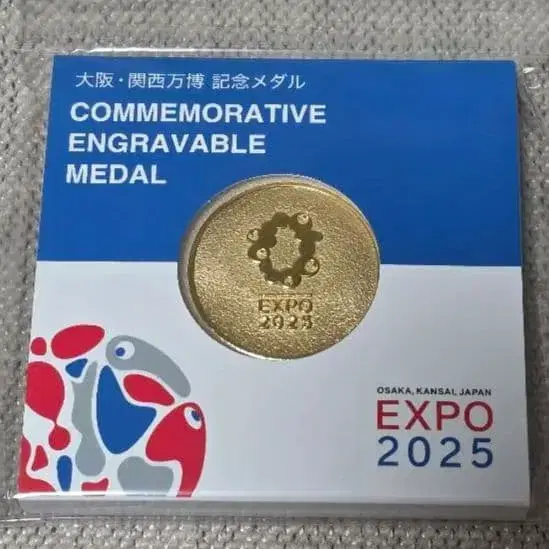 大阪・関西万博 記念メダル
COMMEMORATIVE
ENGRAVABLE
MEDAL
EXPO
2025
OSAKA, KANSAI, JAPAN
EXPO
2025